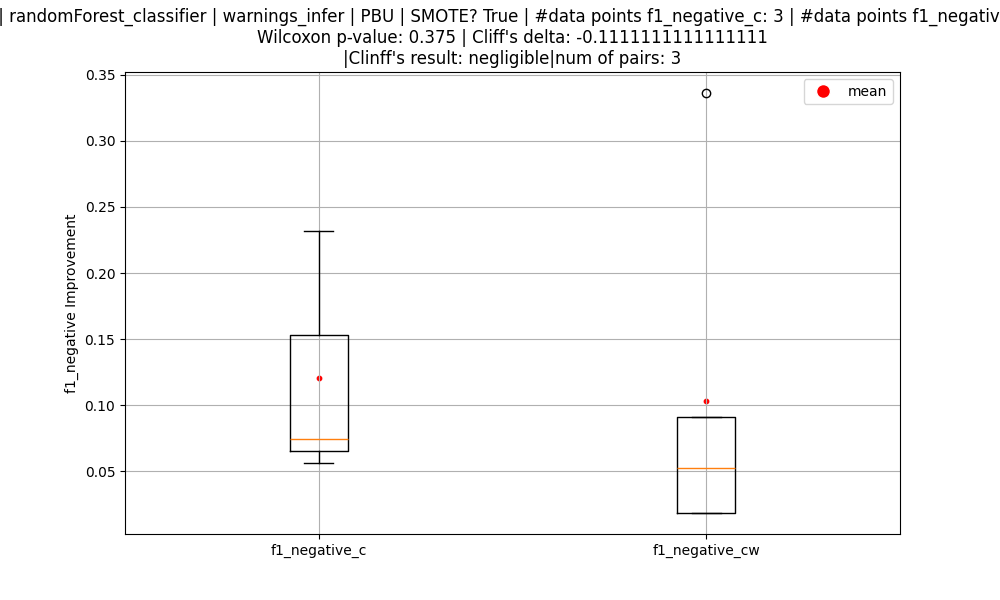 | randomForest_classifier | warnings_infer | PBU | SMOTE? True | #data points f1_negative_c: 3 | #data points f1_negativ
Wilcoxon p-value: 0.375 | Cliff's delta: -0.1111111111111111
|Clinff's result: negligible|num of pairs: 3
mean
0.35
0.30
0.25
0.20
0.15
0.10
0.05
f1_negative Improvement
f1_negative_c
f1_negative_cw